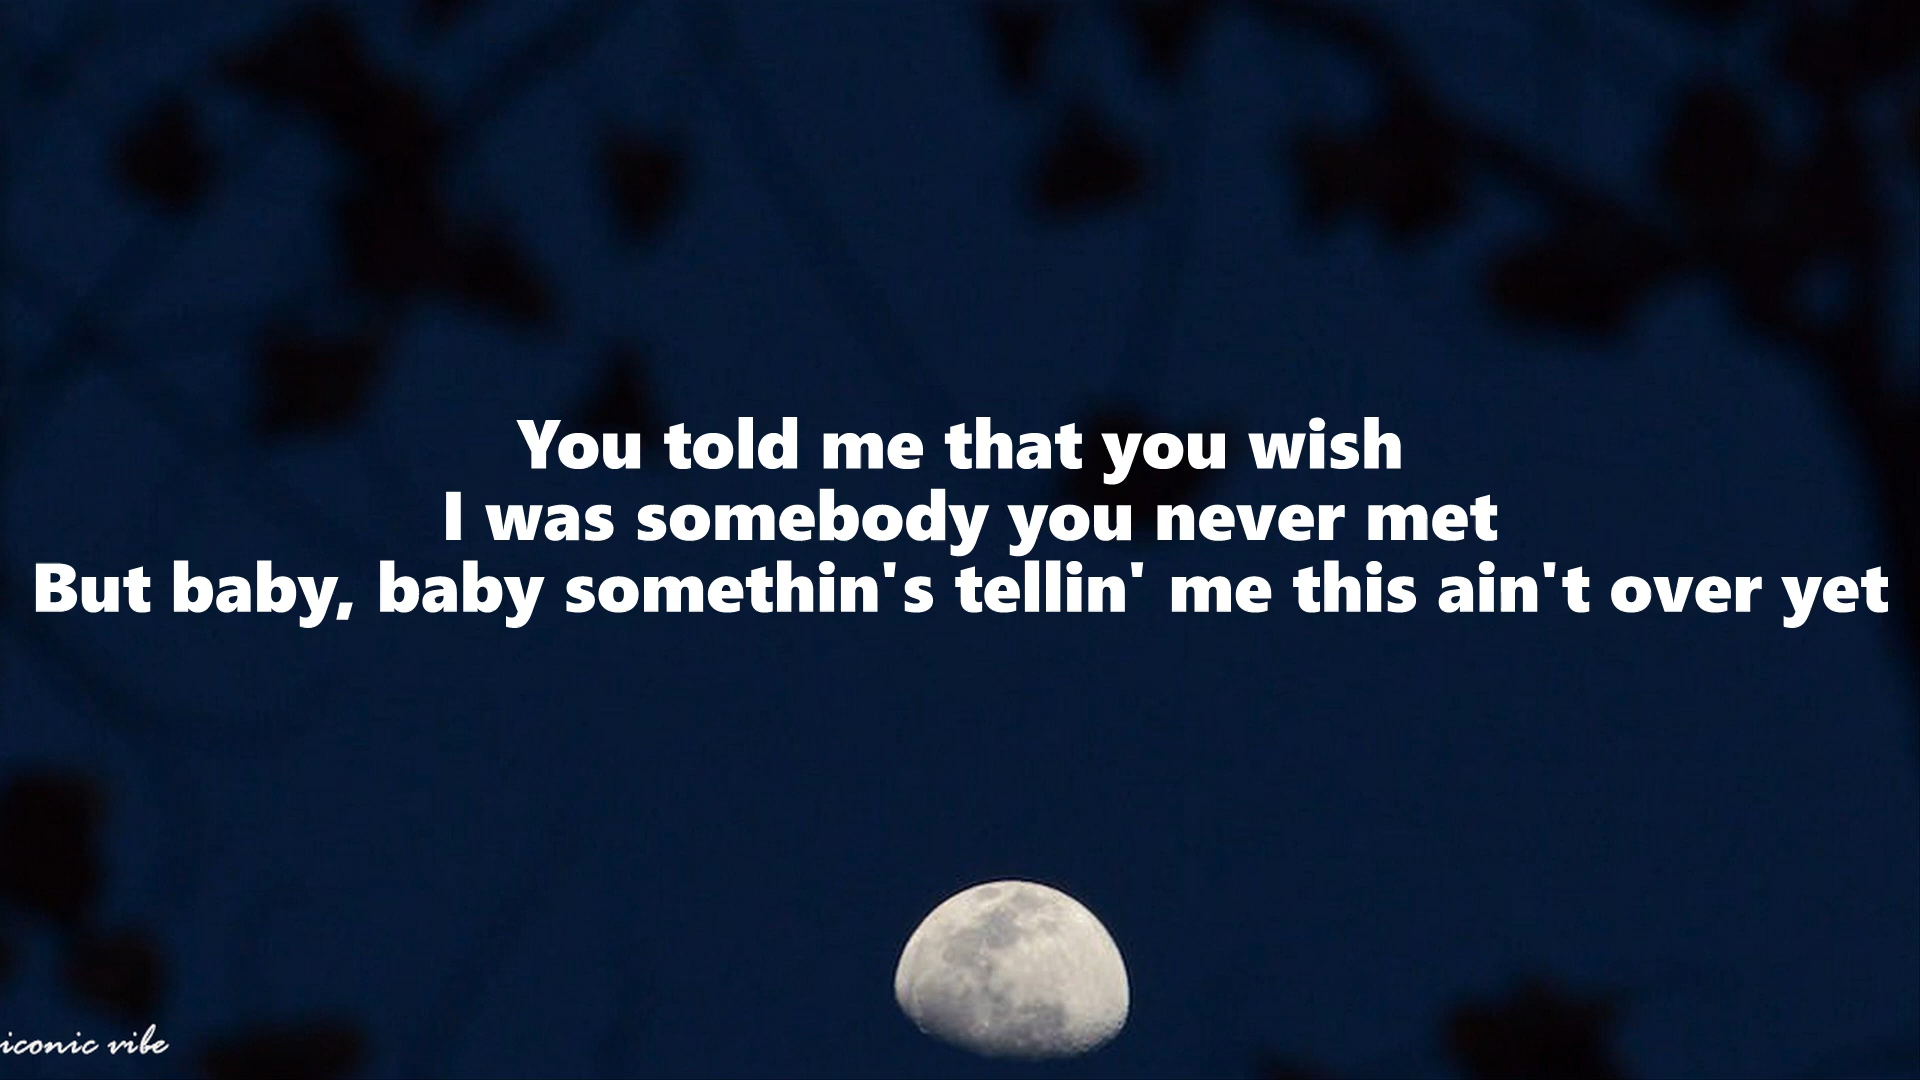 You told me that you wish
I was somebody you never met
But baby, baby somethin's tellin' me this ain't over yet
iconic vibe